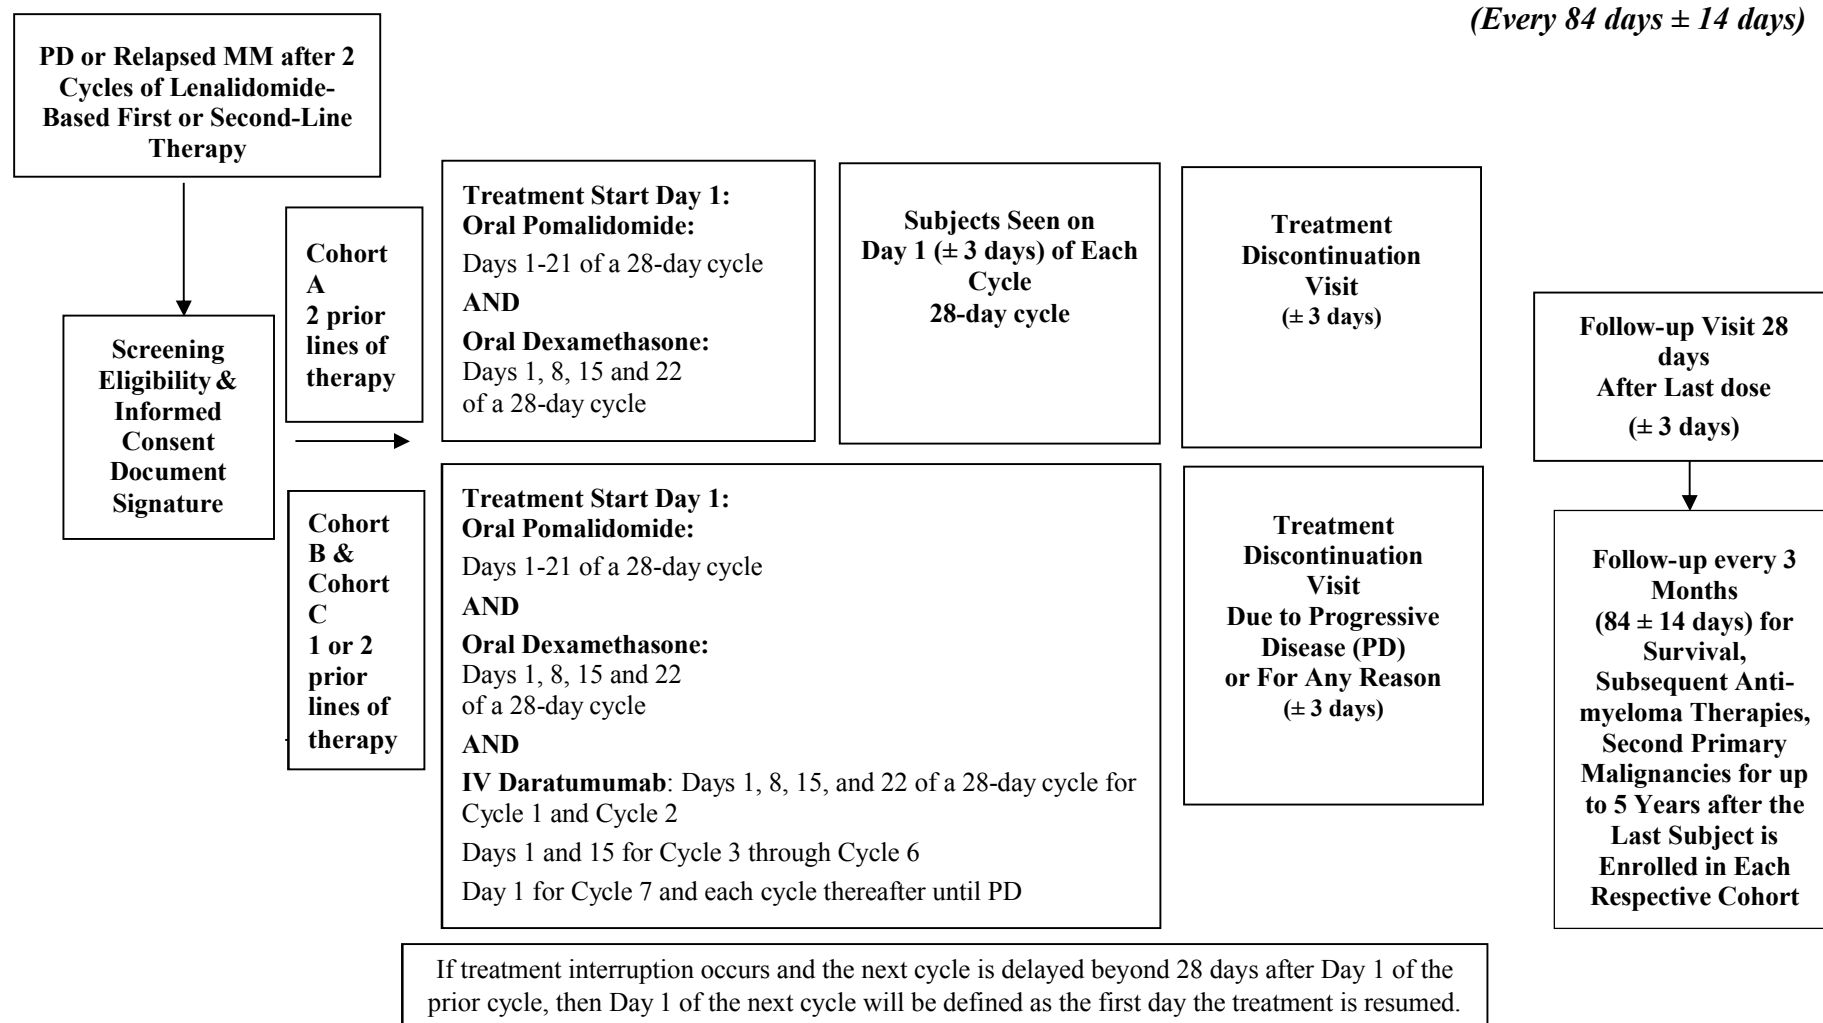 (Every 84 days ± 14 days)
PD or Relapsed MM after 2
Cycles of Lenalidomide-
Based First or Second-Line
Therapy
Screening
Eligibility &
Informed
Consent
Document
Signature
Cohort
A
2 prior
lines of
therapy
Treatment Start Day 1:
Oral Pomalidomide:
Days 1-21 of a 28-day cycle
AND
Oral Dexamethasone:
Days 1, 8, 15 and 22
of a 28-day cycle
Subjects Seen on
Day 1 (± 3 days) of Each
Cycle
28-day cycle
Treatment
Discontinuation
Visit
(± 3 days)
Cohort
B &
Cohort
C
1 or 2
prior
lines of
therapy
Treatment Start Day 1:
Oral Pomalidomide:
Days 1-21 of a 28-day cycle
AND
Oral Dexamethasone:
Days 1, 8, 15 and 22
of a 28-day cycle
AND
IV Daratumumab: Days 1, 8, 15, and 22 of a 28-day cycle for
Cycle 1 and Cycle 2
Days 1 and 15 for Cycle 3 through Cycle 6
Day 1 for Cycle 7 and each cycle thereafter until PD
Treatment
Discontinuation
Visit
Due to Progressive
Disease (PD)
or For Any Reason
(± 3 days)
Follow-up Visit 28
days
After Last dose
(± 3 days)
Follow-up every 3
Months
(84 ± 14 days) for
Survival,
Subsequent Anti-
myeloma Therapies,
Second Primary
Malignancies for up
to 5 Years after the
Last Subject is
Enrolled in Each
Respective Cohort
If treatment interruption occurs and the next cycle is delayed beyond 28 days after Day 1 of the
prior cycle, then Day 1 of the next cycle will be defined as the first day the treatment is resumed.